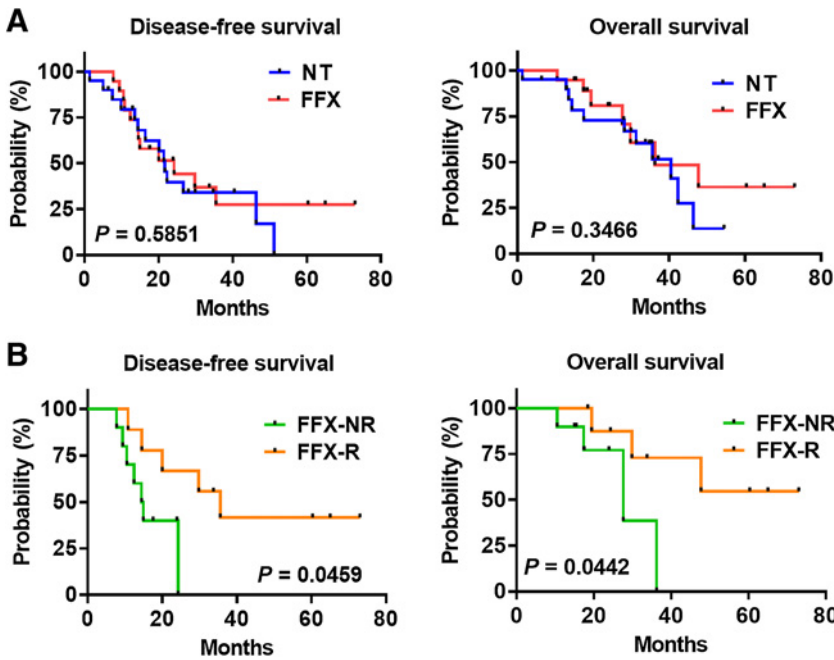 A
Disease-free survival
Probability (%)
100
75
50
25
0
NT
FFX
P = 0.5851
0 20 40 60 80
Months
Overall survival
Probability (%)
100
75
50
25
0
NT
FFX
P = 0.3466
0 20 40 60 80
Months
B
Disease-free survival
Probability (%)
100
75
50
25
0
FFX-NR
FFX-R
P = 0.0459
0 20 40 60 80
Months
Overall survival
Probability (%)
100
75
50
25
0
FFX-NR
FFX-R
P = 0.0442
0 20 40 60 80
Months